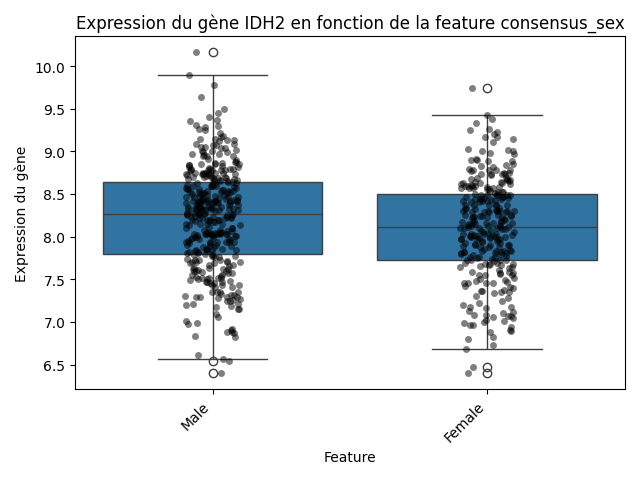 Expression du gène IDH2 en fonction de la feature consensus_sex
Expression du gène
10.0
9.5
9.0
8.5
8.0
7.5
7.0
6.5
Male
Female
Feature